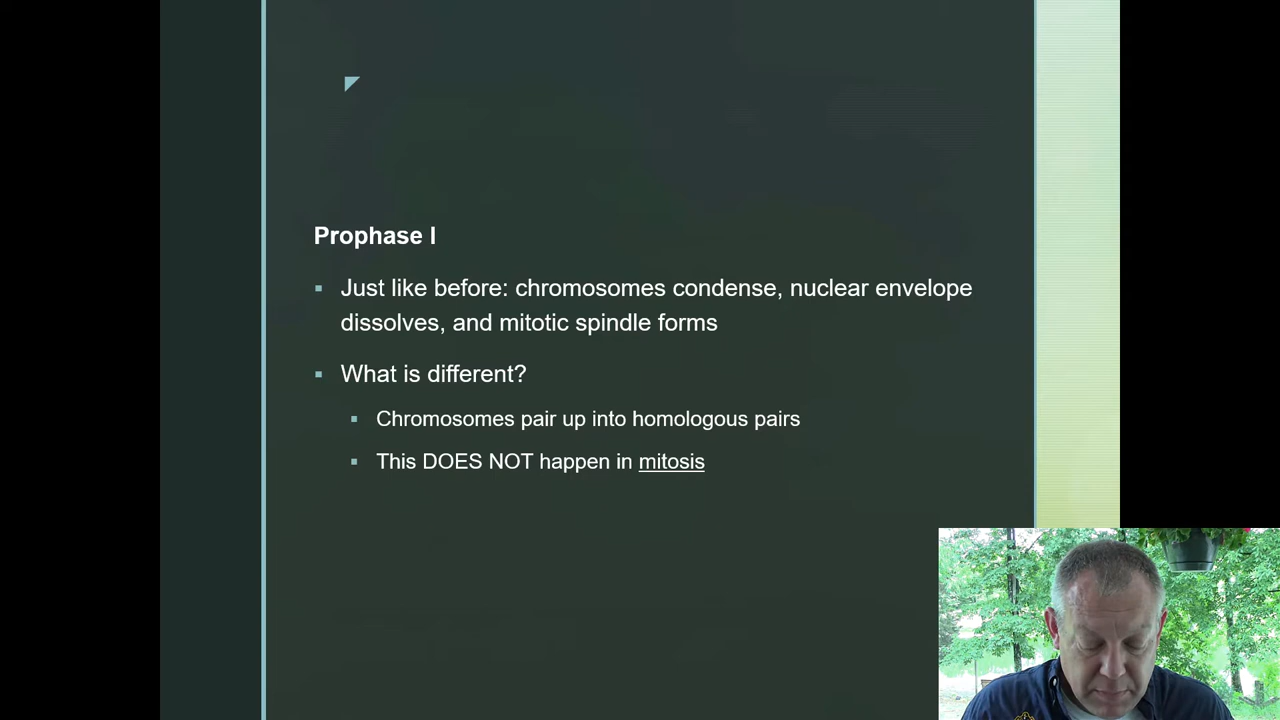 Prophase I
Just like before: chromosomes condense, nuclear envelope
dissolves, and mitotic spindle forms
What is different?
Chromosomes pair up into homologous pairs
This DOES NOT happen in mitosis